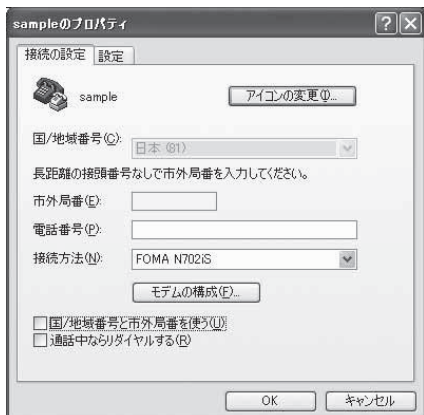 sampleのプロパティ
接続の設定 設定
sample
アイコンの変更(I)...
国/地域番号(C):
日本 (81)
長距離の接頭番号なしで市外局番を入力してください。
市外局番(E):
電話番号(P):
接続方法(N): FOMA N702iS
モデムの構成(F)...
国/地域番号と市外局番を使う(U)
通話中ならリダイヤルする(R)
OK キャンセル